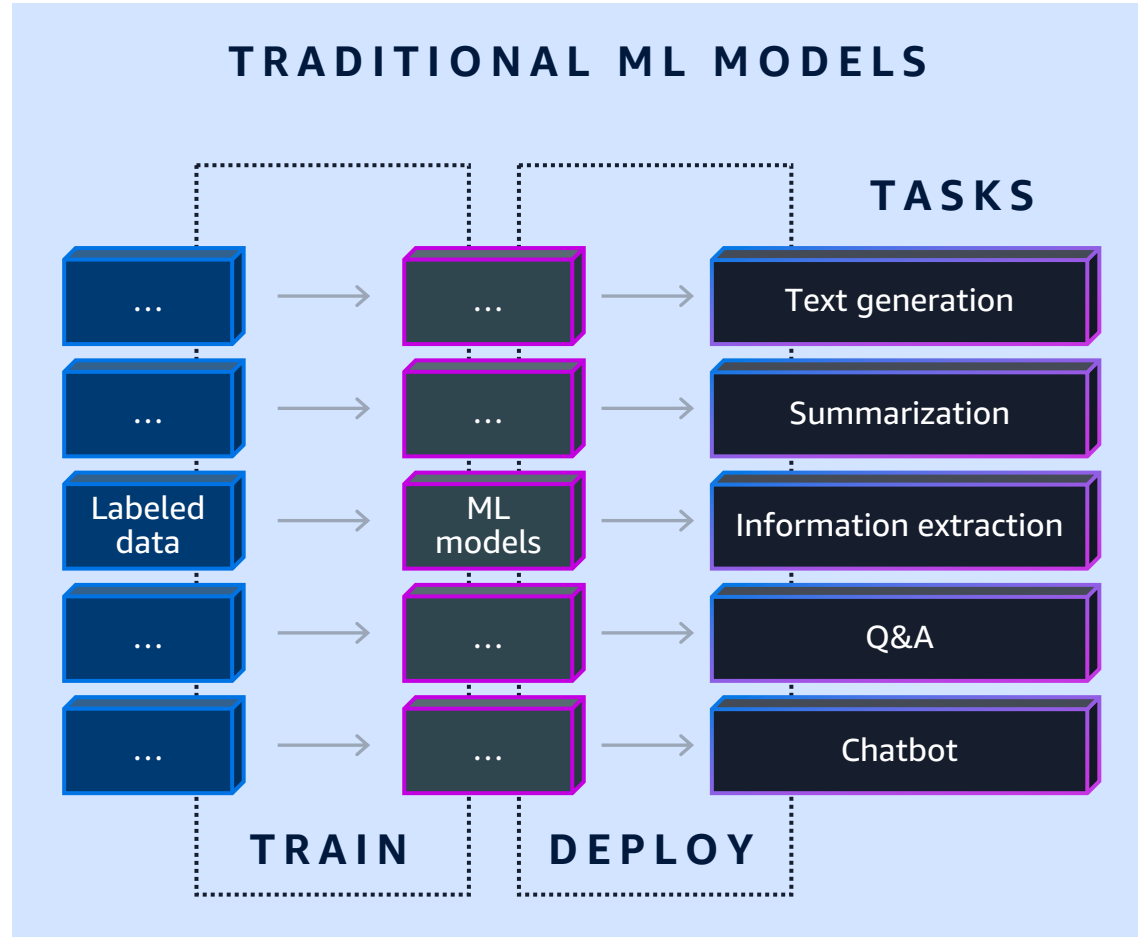 TRADITIONAL ML MODELS
TASKS
... ... Text generation
... ... Summarization
Labeled
data
ML
models
Information extraction
... ... Q&A
... ... Chatbot
TRAIN DEPLOY